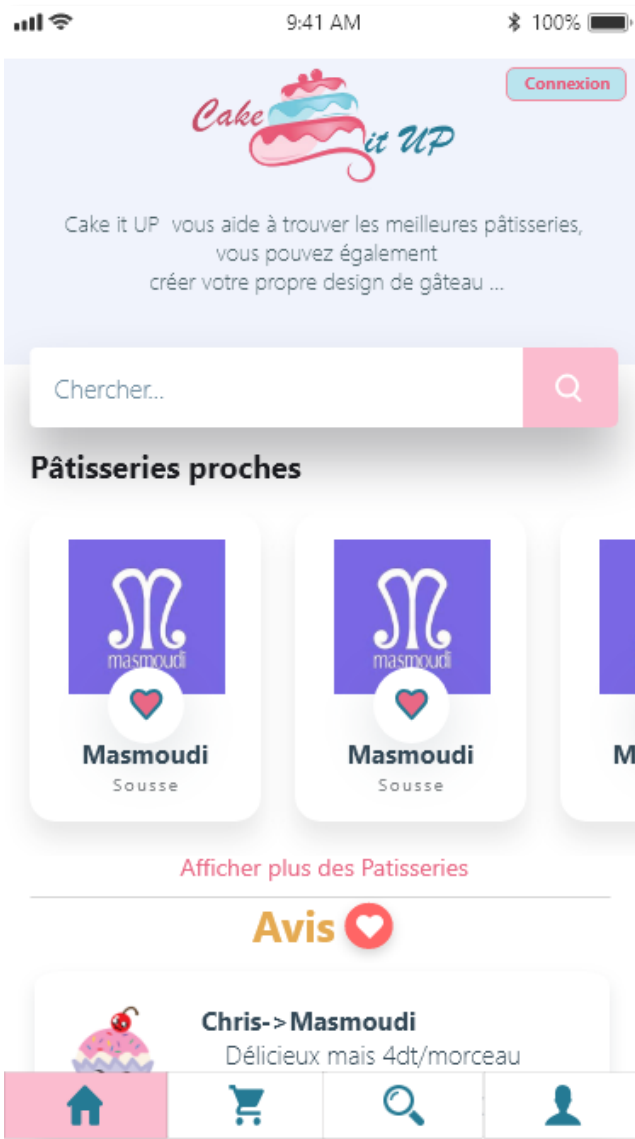 9:41 AM
100%
Connexion
Cake
it UP
Cake it UP vous aide à trouver les meilleures pâtisseries,
vous pouvez également
créer votre propre design de gâteau ...
Chercher...
Pâtisseries proches
masmoudi
masmoudi
Masmoudi
Masmoudi
M
Sousse
Sousse
Afficher plus des Patisseries
Avis
Chris->Masmoudi
Délicieux mais 4dt/morceau